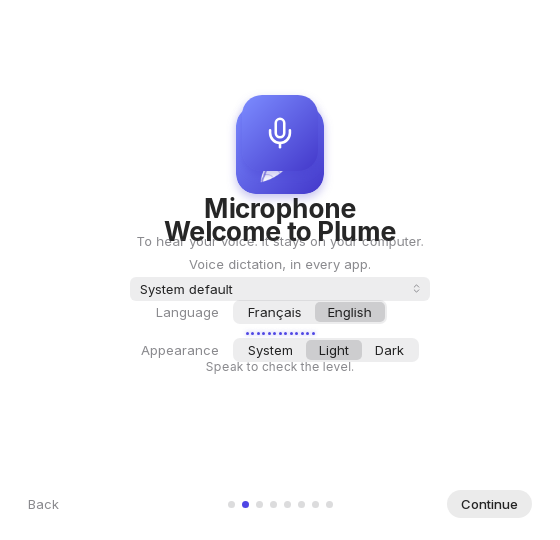 Microphone
Welcome to Plume
To hear your voice. It stays on your computer.
Voice dictation, in every app.
System default
Language Français English
Appearance System Light Dark
Speak to check the level.
Back Continue